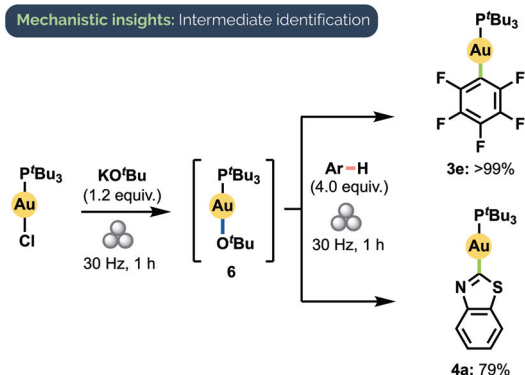 Mechanistic insights: Intermediate identification
PᵗBu₃
Au
Cl
KOᵗBu
(1.2 equiv.)
30 Hz, 1 h
PᵗBu₃
Au
OᵗBu
6
Ar–H
(4.0 equiv.)
30 Hz, 1 h
PᵗBu₃
Au
F F
F F
F
3e: >99%
PᵗBu₃
Au
N S
4a: 79%